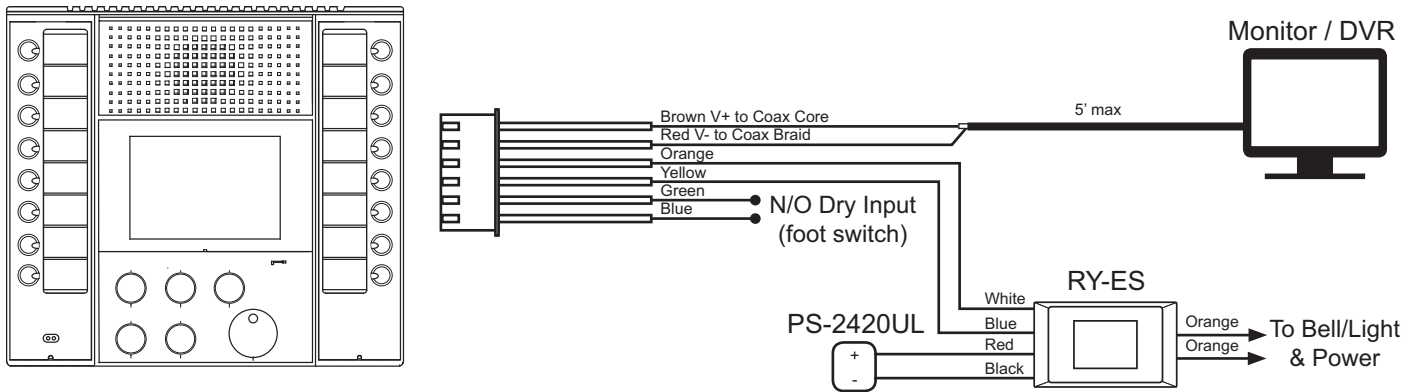 Monitor / DVR
Brown V+ to Coax Core
Red V- to Coax Braid
5' max
Orange
Yellow
Green
Blue
N/O Dry Input
(foot switch)
RY-ES
PS-2420UL
+
-
White
Blue
Red
Black
Orange
Orange
To Bell/Light
& Power